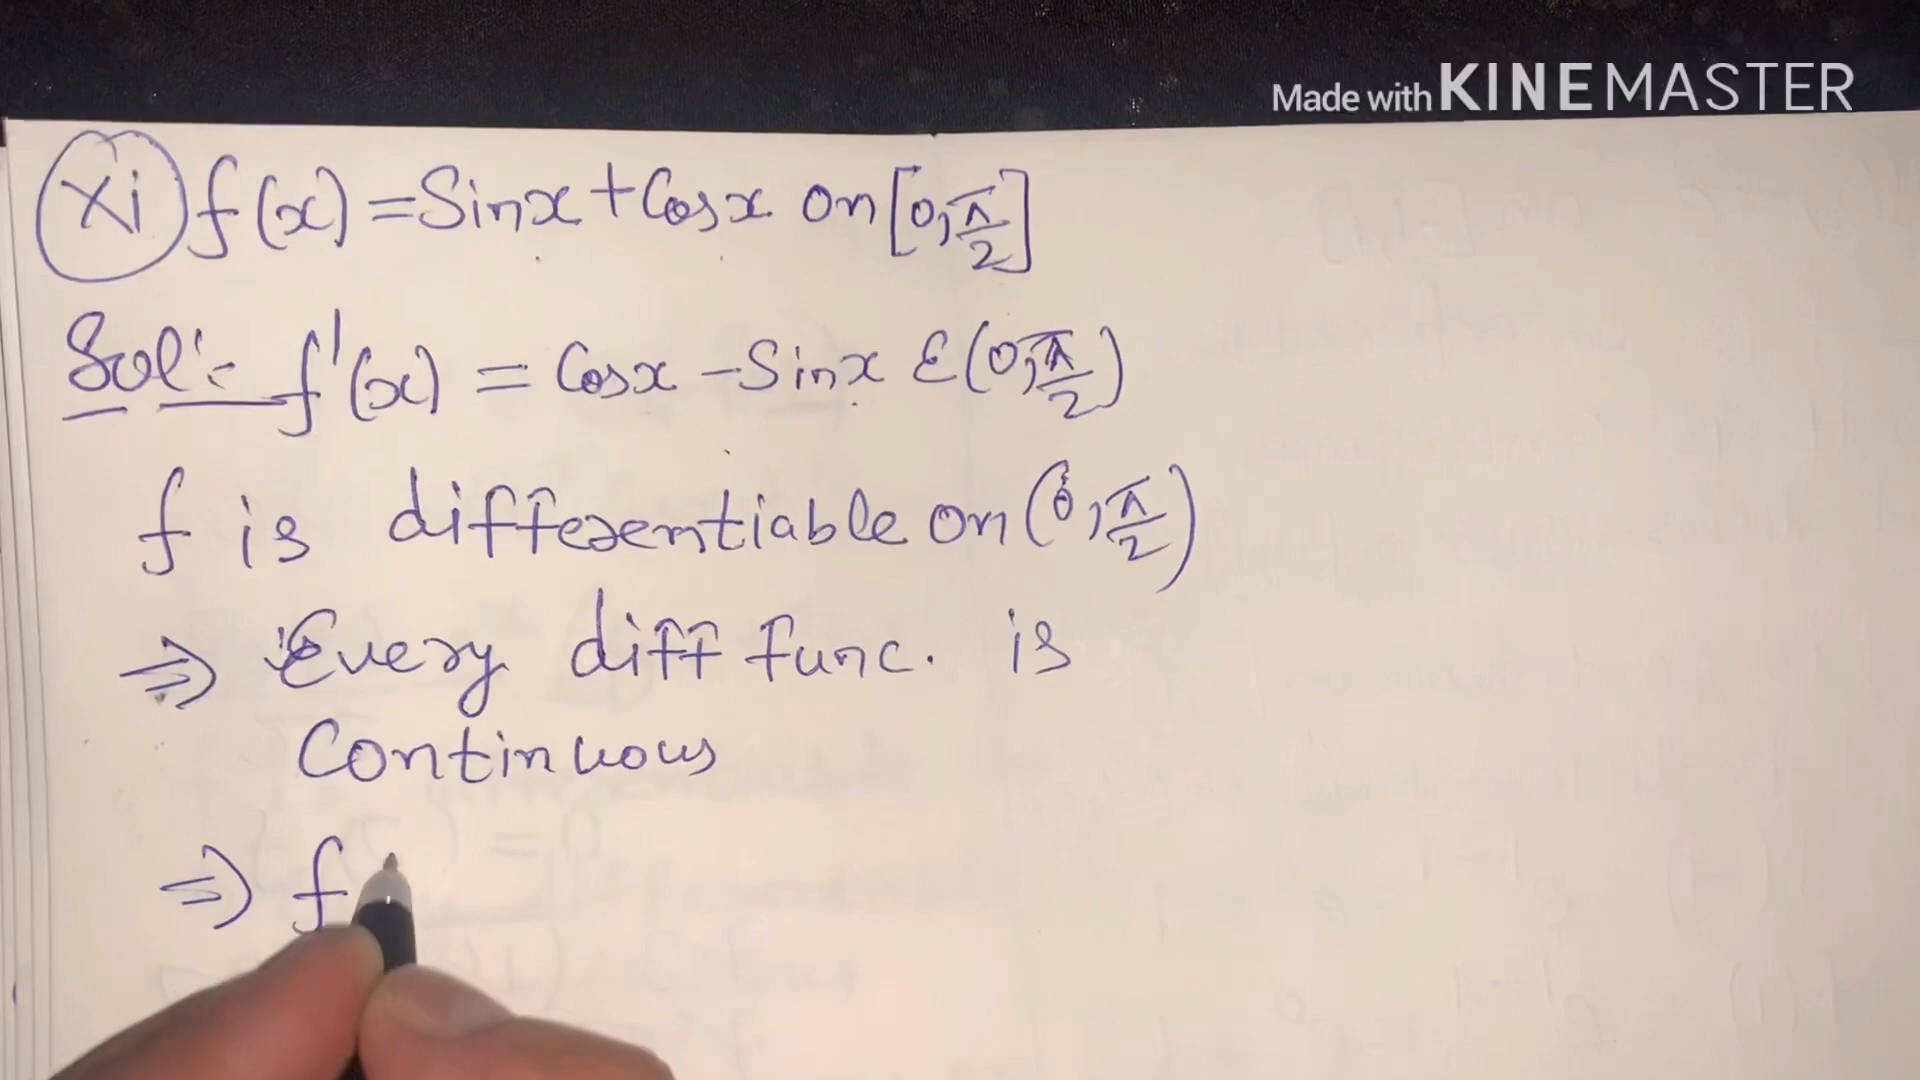 Made with KINEMASTER
xi) f(x) = Sinx + Cosx on [0, π/2]
Sol:- f'(x) = Cosx - Sinx ∈ (0, π/2)
f is differentiable on (0, π/2)
⇒ Every diff func. is
Continuous
⇒ f